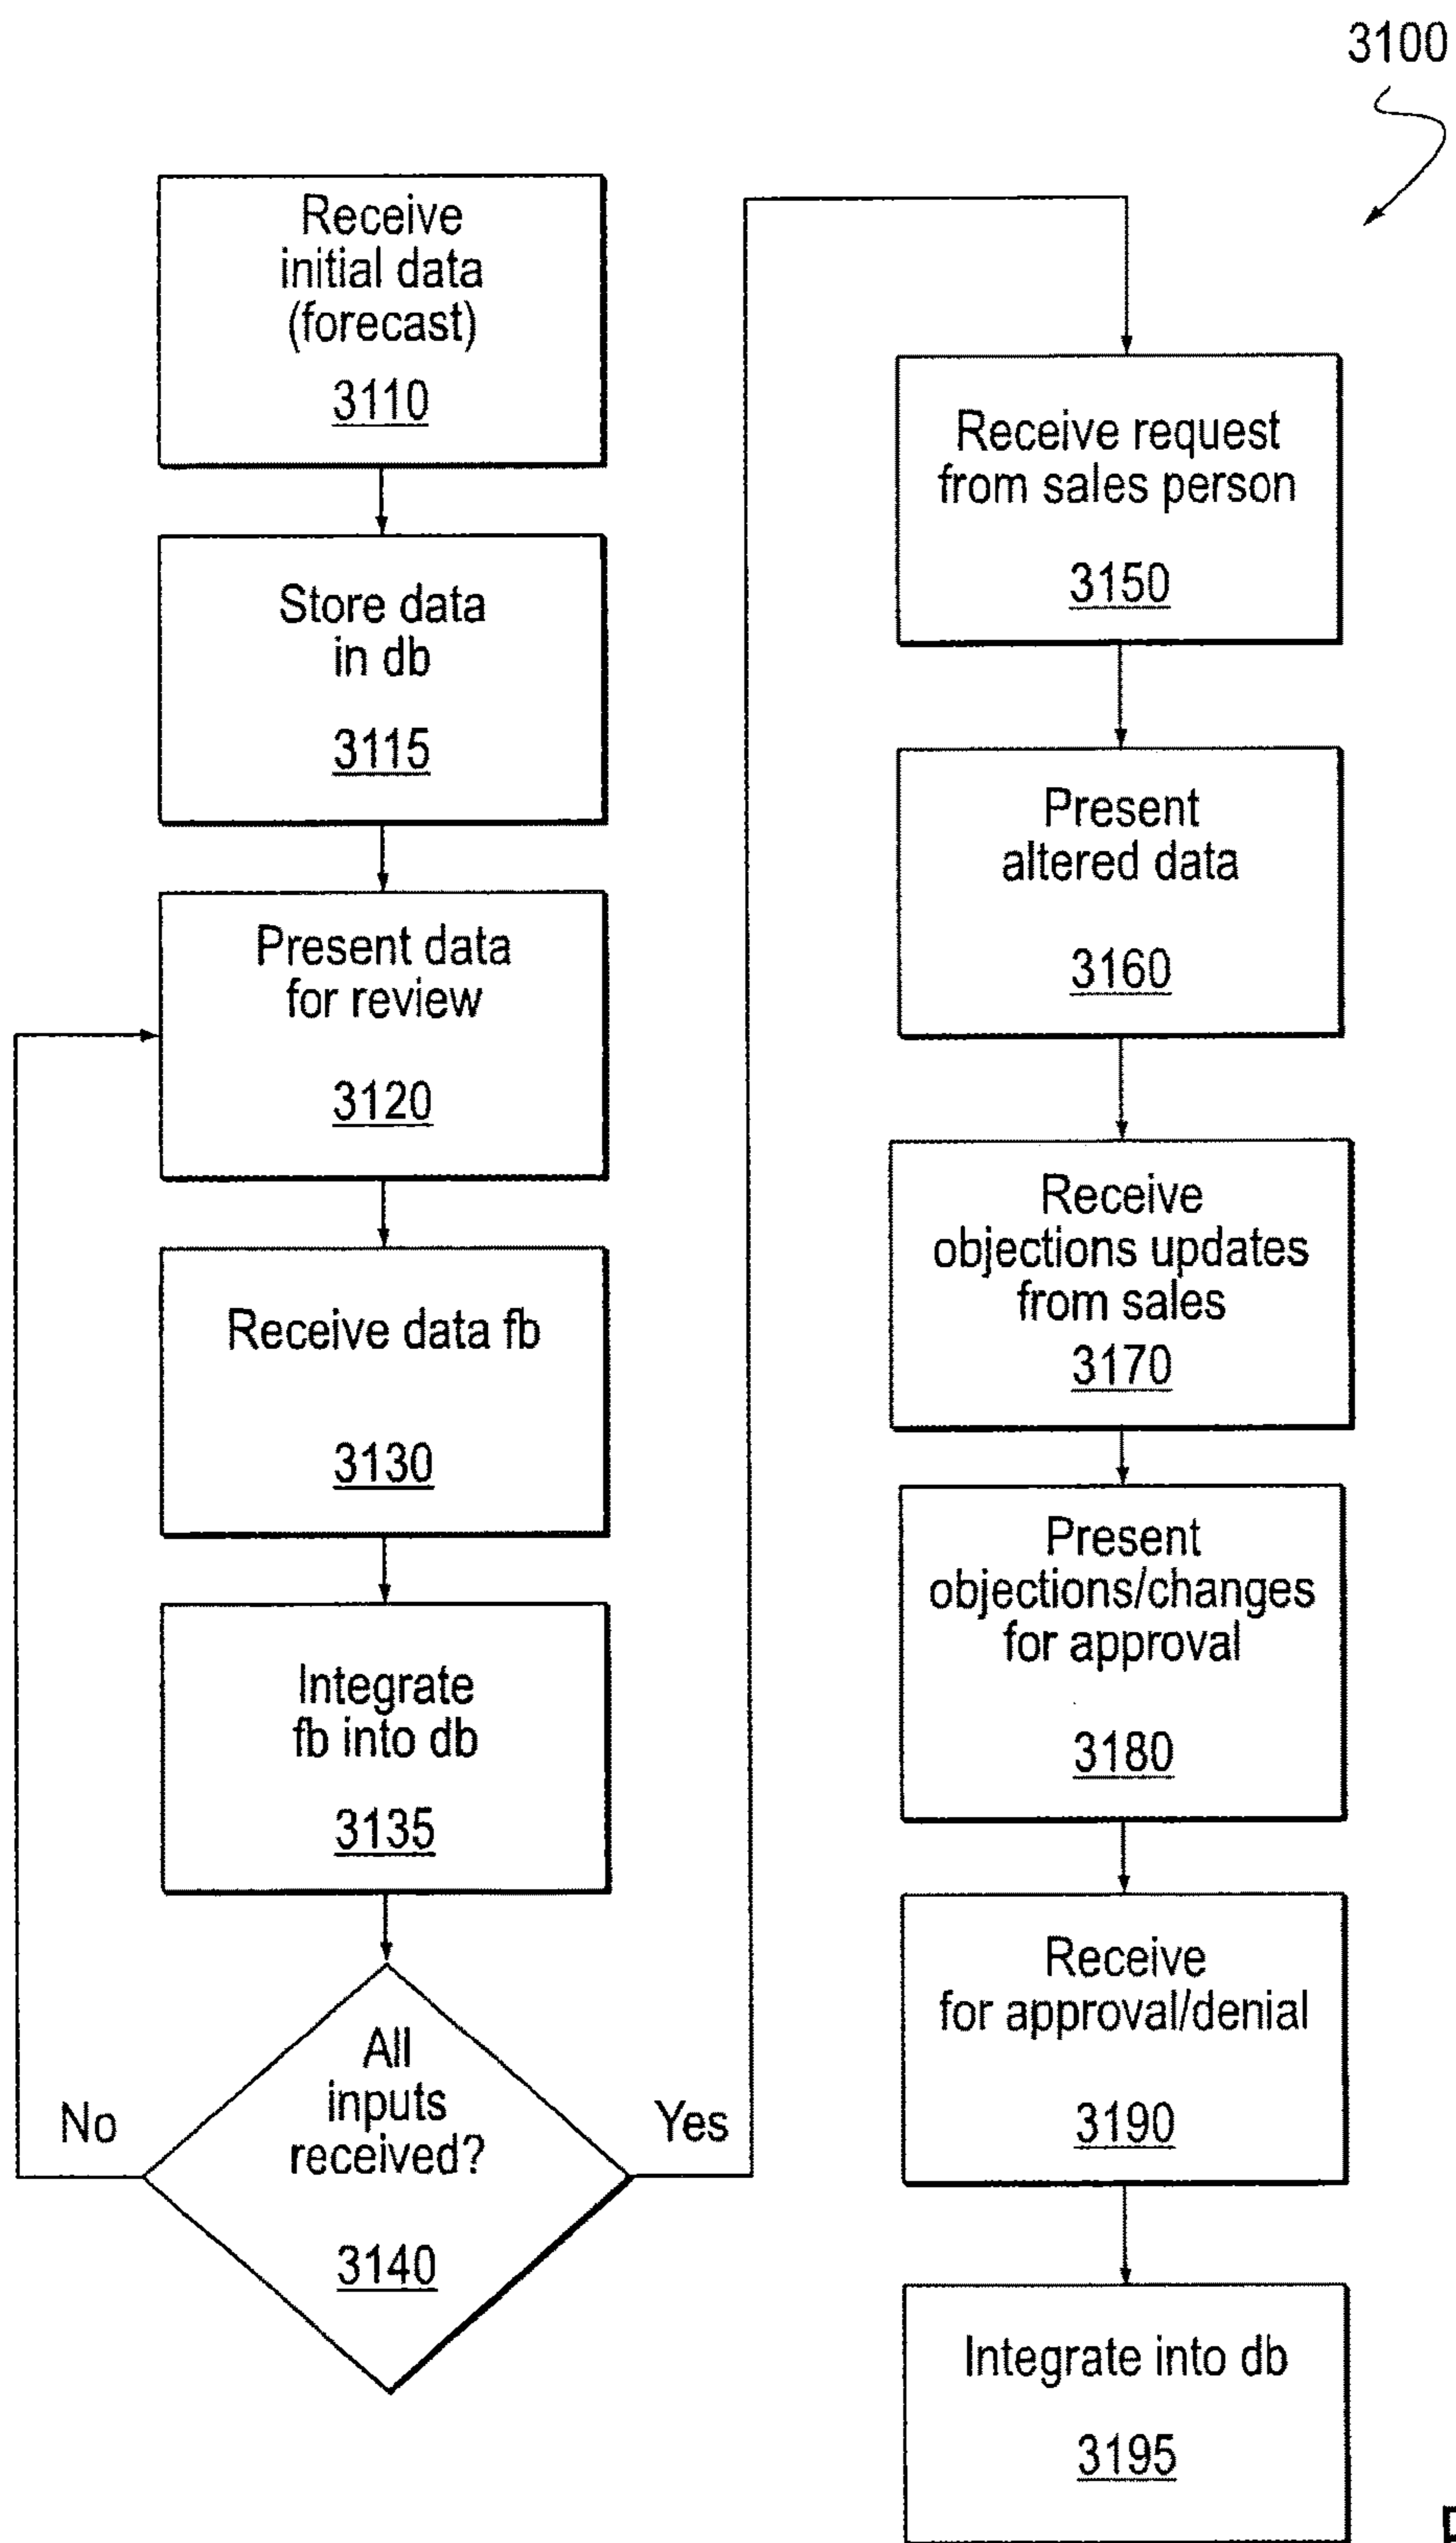 3100
Receive
initial data
(forecast)
3110
Store data
in db
3115
Present data
for review
3120
Receive data fb
3130
Integrate
fb into db
3135
All
inputs
received?
3140
No
Yes
Receive request
from sales person
3150
Present
altered data
3160
Receive
objections updates
from sales
3170
Present
objections/changes
for approval
3180
Receive
for approval/denial
3190
Integrate into db
3195